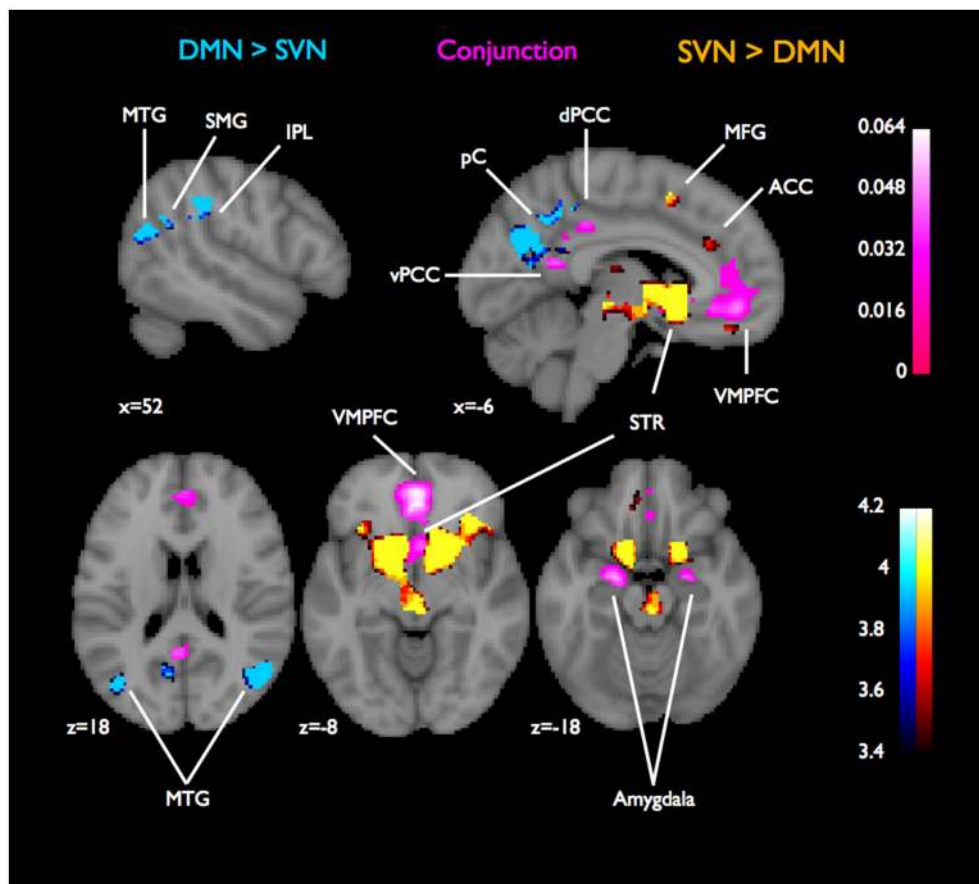 DMN > SVN Conjunction SVN > DMN
MTG SMG IPL
dPCC MFG
pC ACC
vPCC
VMPFC
x=52 x=-6
0.064
0.048
0.032
0.016
0
VMPFC STR
4.2
4
3.8
3.6
3.4
z=18 z=-8 z=-18
MTG Amygdala